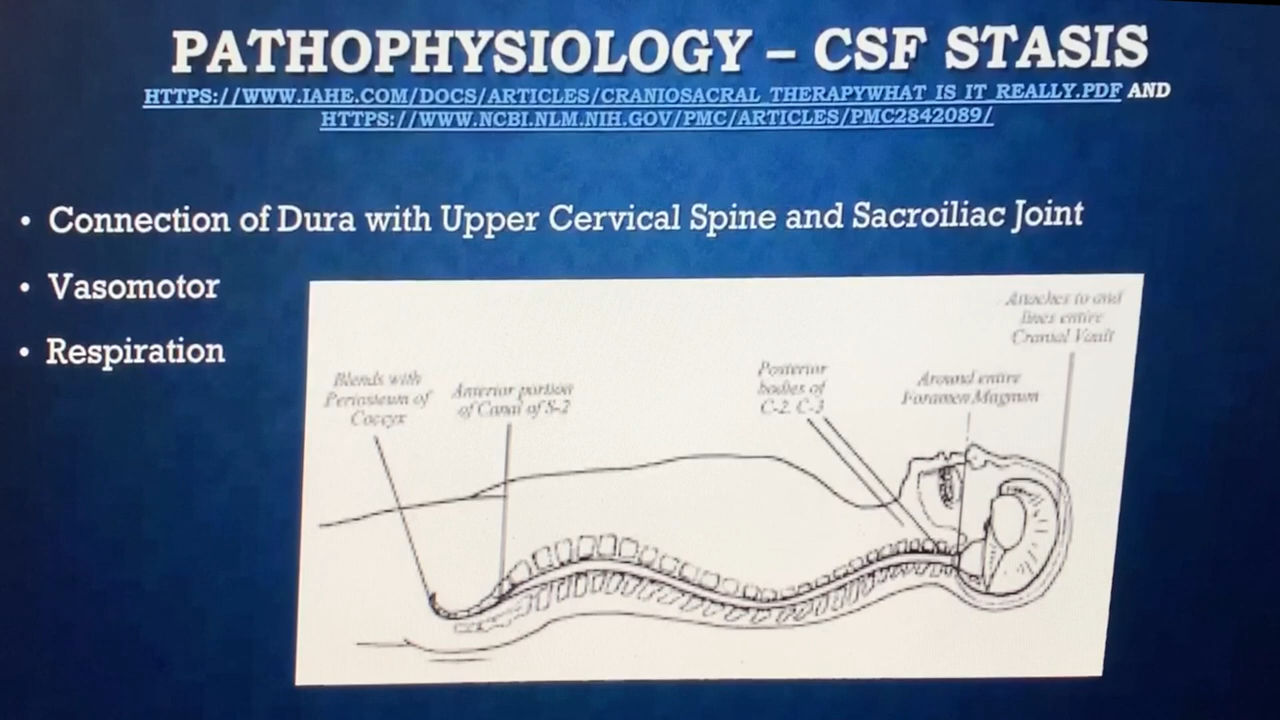 PATHOPHYSIOLOGY – CSF STASIS
HTTPS://WWW.IAHE.COM/DOCS/ARTICLES/CRANIOSACRAL_THERAPYWHAT_IS_IT_REALLY.PDF AND
HTTPS://WWW.NCBI.NLM.NIH.GOV/PMC/ARTICLES/PMC2842089/
• Connection of Dura with Upper Cervical Spine and Sacroiliac Joint
• Vasomotor
• Respiration
Attaches to and
lines entire
Cranial Vault
Posterior
bodies of
C-2, C-3
Around entire
Foramen Magnum
Blends with
Periosteum of
Coccyx
Anterior portion
of Canal of S-2